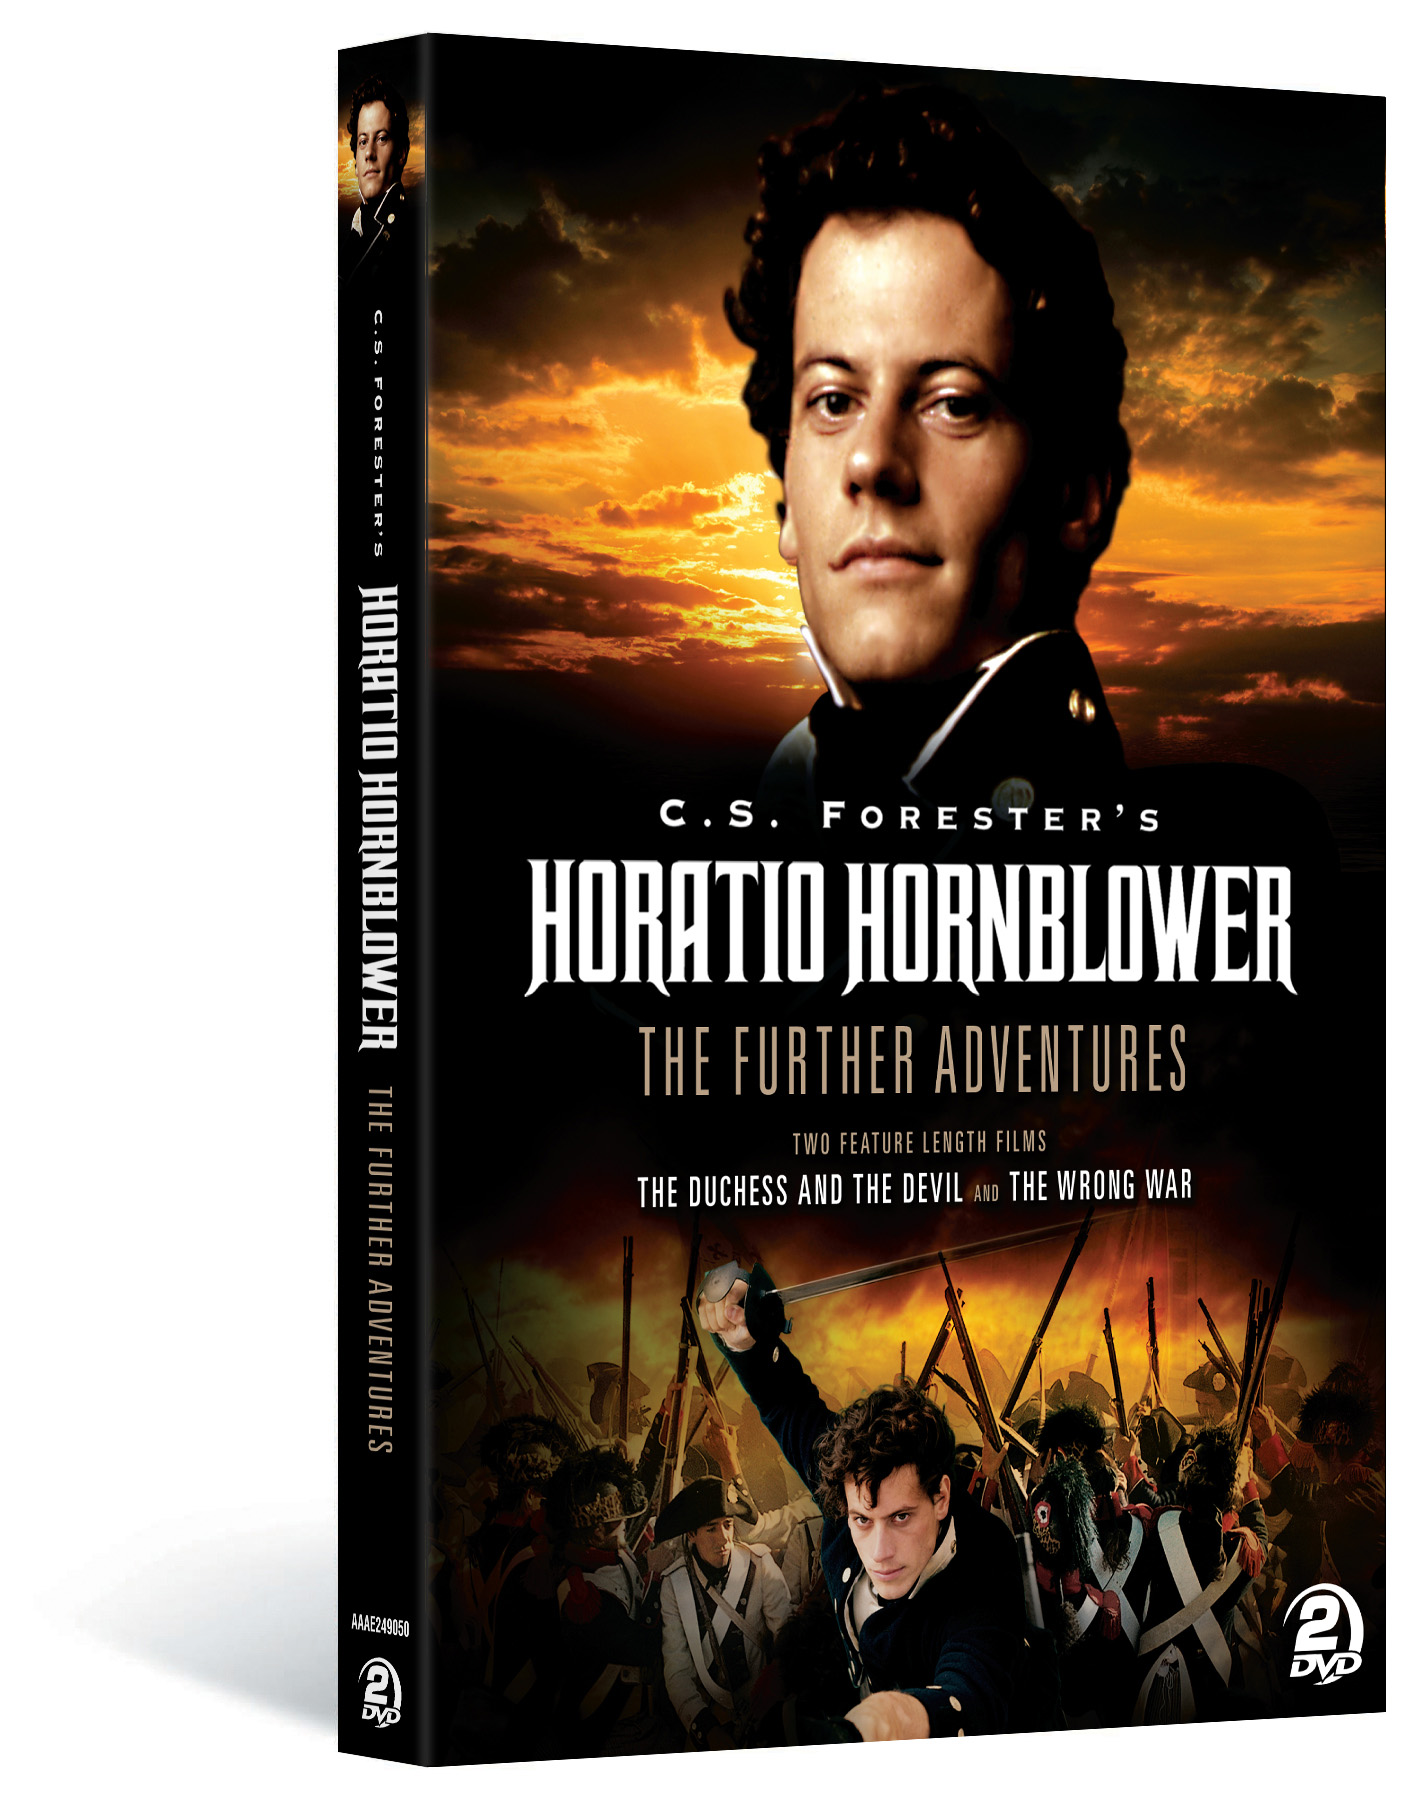 C.S. FORESTER'S
HORATIO HORNBLOWER
THE FURTHER ADVENTURES
AAAE249050
2
DVD
C.S. FORESTER'S
HORATIO HORNBLOWER
THE FURTHER ADVENTURES
TWO FEATURE LENGTH FILMS
THE DUCHESS AND THE DEVIL AND THE WRONG WAR
2
DVD